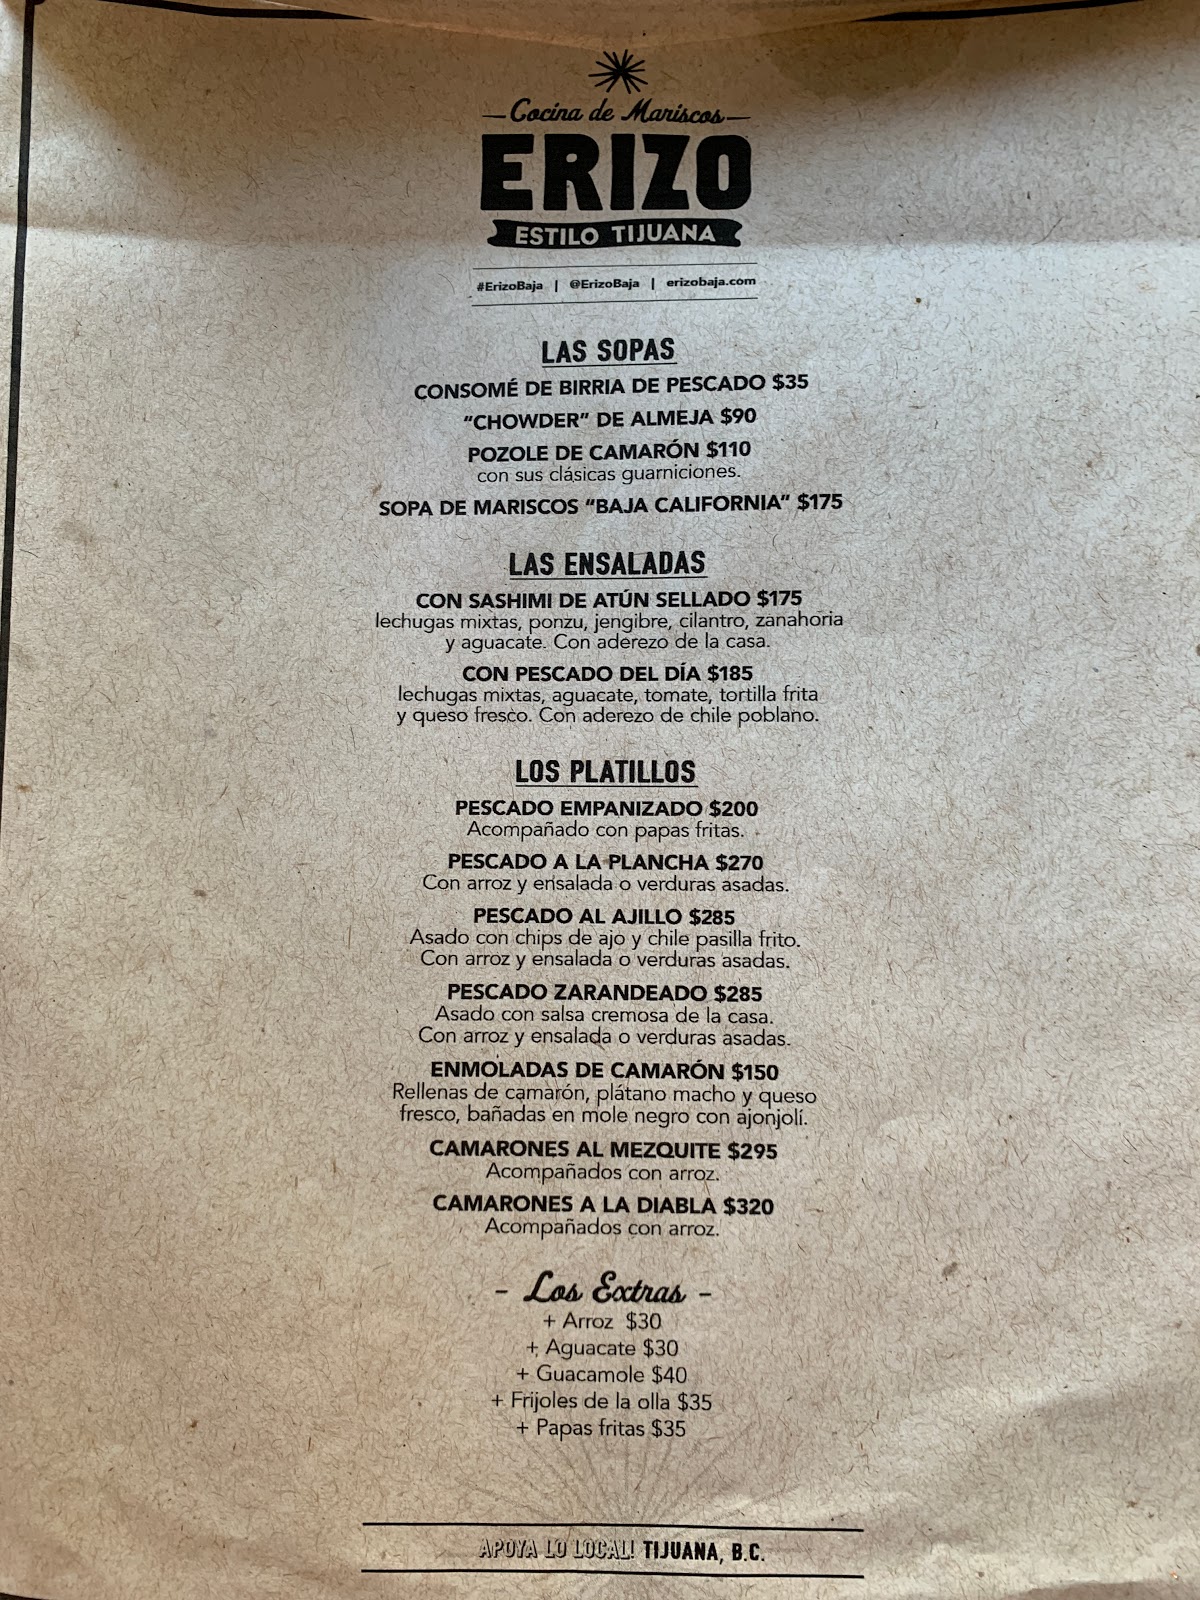 Cocina de Mariscos
ERIZO
ESTILO TIJUANA
#ErizoBaja | @ErizoBaja | erizobaja.com
LAS SOPAS
CONSOMÉ DE BIRRIA DE PESCADO $35
“CHOWDER” DE ALMEJA $90
POZOLE DE CAMARÓN $110
con sus clásicas guarniciones.
SOPA DE MARISCOS “BAJA CALIFORNIA” $175
LAS ENSALADAS
CON SASHIMI DE ATÚN SELLADO $175
lechugas mixtas, ponzu, jengibre, cilantro, zanahoria
y aguacate. Con aderezo de la casa.
CON PESCADO DEL DÍA $185
lechugas mixtas, aguacate, tomate, tortilla frita
y queso fresco. Con aderezo de chile poblano.
LOS PLATILLOS
PESCADO EMPANIZADO $200
Acompañado con papas fritas.
PESCADO A LA PLANCHA $270
Con arroz y ensalada o verduras asadas.
PESCADO AL AJILLO $285
Asado con chips de ajo y chile pasilla frito.
Con arroz y ensalada o verduras asadas.
PESCADO ZARANDEADO $285
Asado con salsa cremosa de la casa.
Con arroz y ensalada o verduras asadas.
ENMOLADAS DE CAMARÓN $150
Rellenas de camarón, plátano macho y queso
fresco, bañadas en mole negro con ajonjolí.
CAMARONES AL MEZQUITE $295
Acompañados con arroz.
CAMARONES A LA DIABLA $320
Acompañados con arroz.
- Los Extras -
+ Arroz $30
+ Aguacate $30
+ Guacamole $40
+ Frijoles de la olla $35
+ Papas fritas $35
APOYA LO LOCAL! TIJUANA, B.C.